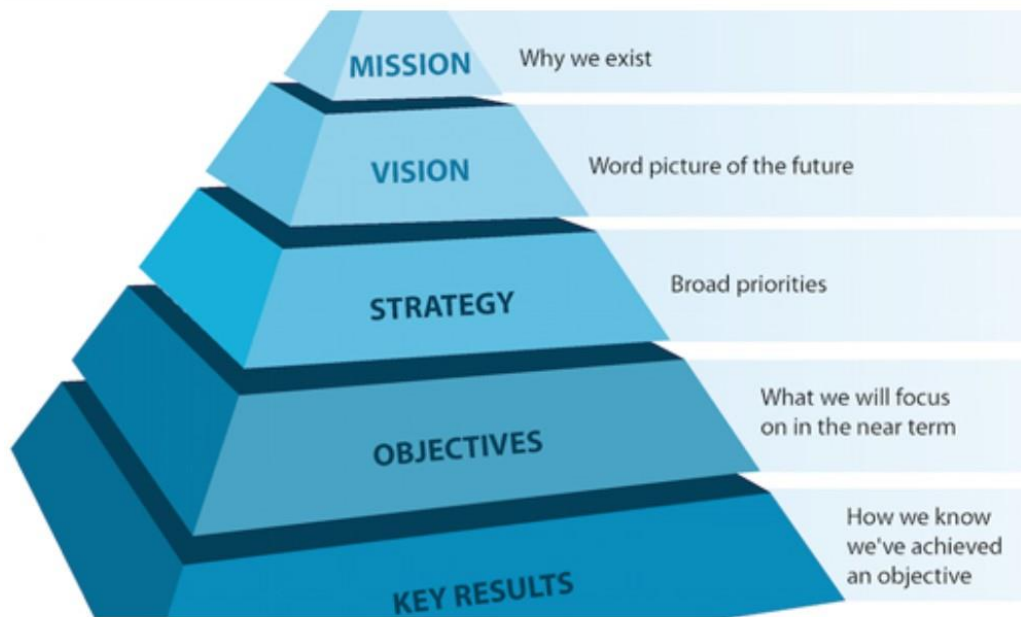 MISSION
Why we exist
VISION
Word picture of the future
STRATEGY
Broad priorities
OBJECTIVES
What we will focus
on in the near term
KEY RESULTS
How we know
we've achieved
an objective